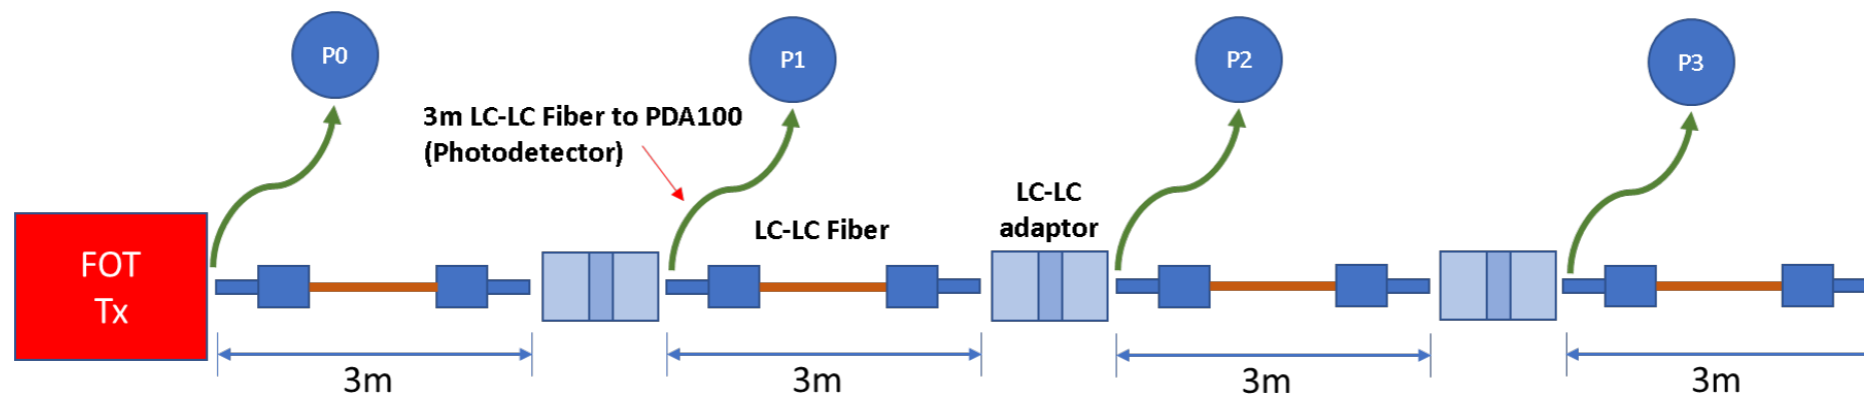 P0
P1
P2
P3
3m LC-LC Fiber to PDA100
(Photodetector)
LC-LC
adaptor
LC-LC Fiber
FOT
Tx
3m
3m
3m
3m